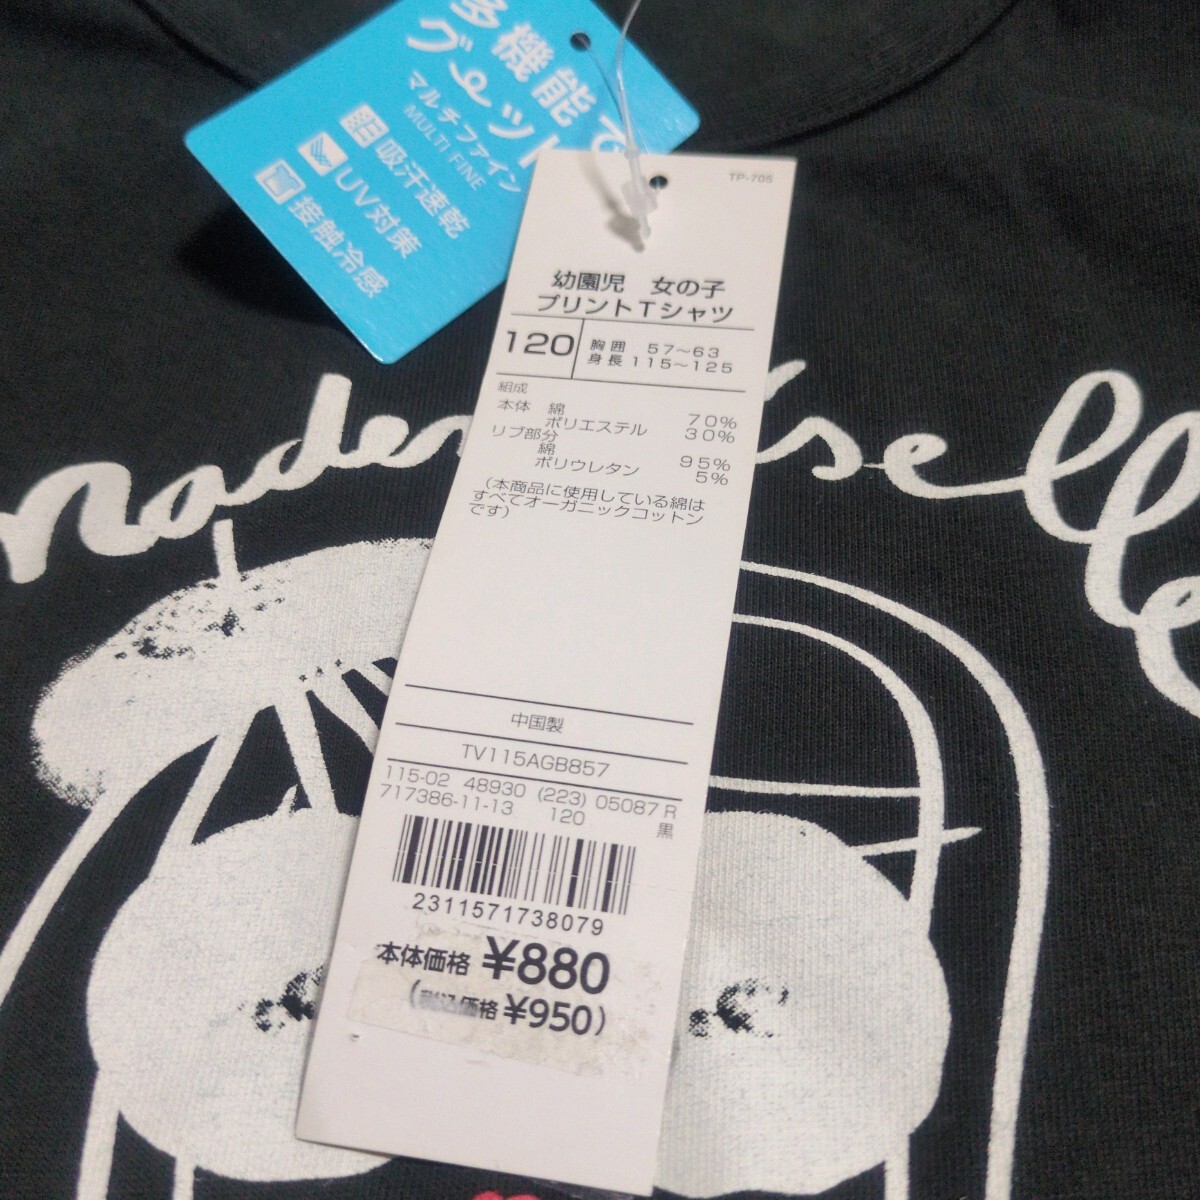 多機能で
グーッド
マルチファイン
MULTI FINE
吸汗速乾
UV対策
接触冷感
TP-705
幼園児 女の子
プリントTシャツ
120
胸囲 57〜63
身長 115〜125
組成
本体 綿 70%
ポリエステル 30%
リブ部分
綿 95%
ポリウレタン 5%
(本商品に使用している綿は
すべてオーガニックコットン
です)
中国製
TV115AGB857
115-02 48930 (223) 05087 R
717386-11-13 120 黒
2311571738079
本体価格 ¥880
(税込価格 ¥950)